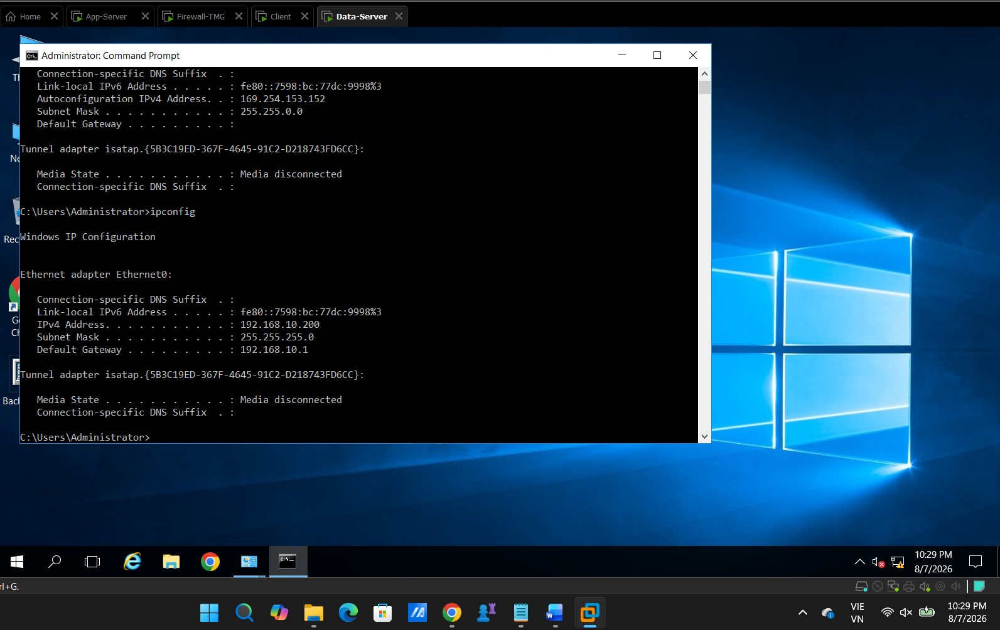 Home
App-Server
Firewall-TMG
Client
Data-Server
Administrator: Command Prompt
Connection-specific DNS Suffix  . :
Link-local IPv6 Address . . . . . : fe80::7598:bc:77dc:9998%3
Autoconfiguration IPv4 Address. . : 169.254.153.152
Subnet Mask . . . . . . . . . . . : 255.255.0.0
Default Gateway . . . . . . . . . :
Tunnel adapter isatap.{5B3C19ED-367F-4645-91C2-D218743FD6CC}:
Media State . . . . . . . . . . . : Media disconnected
Connection-specific DNS Suffix  . :
C:\Users\Administrator>ipconfig
Windows IP Configuration
Ethernet adapter Ethernet0:
Connection-specific DNS Suffix  . :
Link-local IPv6 Address . . . . . : fe80::7598:bc:77dc:9998%3
IPv4 Address. . . . . . . . . . . : 192.168.10.200
Subnet Mask . . . . . . . . . . . : 255.255.255.0
Default Gateway . . . . . . . . . : 192.168.10.1
Tunnel adapter isatap.{5B3C19ED-367F-4645-91C2-D218743FD6CC}:
Media State . . . . . . . . . . . : Media disconnected
Connection-specific DNS Suffix  . :
C:\Users\Administrator>
Th
Ne
Rec
Go
Ch
Back
10:29 PM
8/7/2026
rl+G.
VIE
VN
10:29 PM
8/7/2026